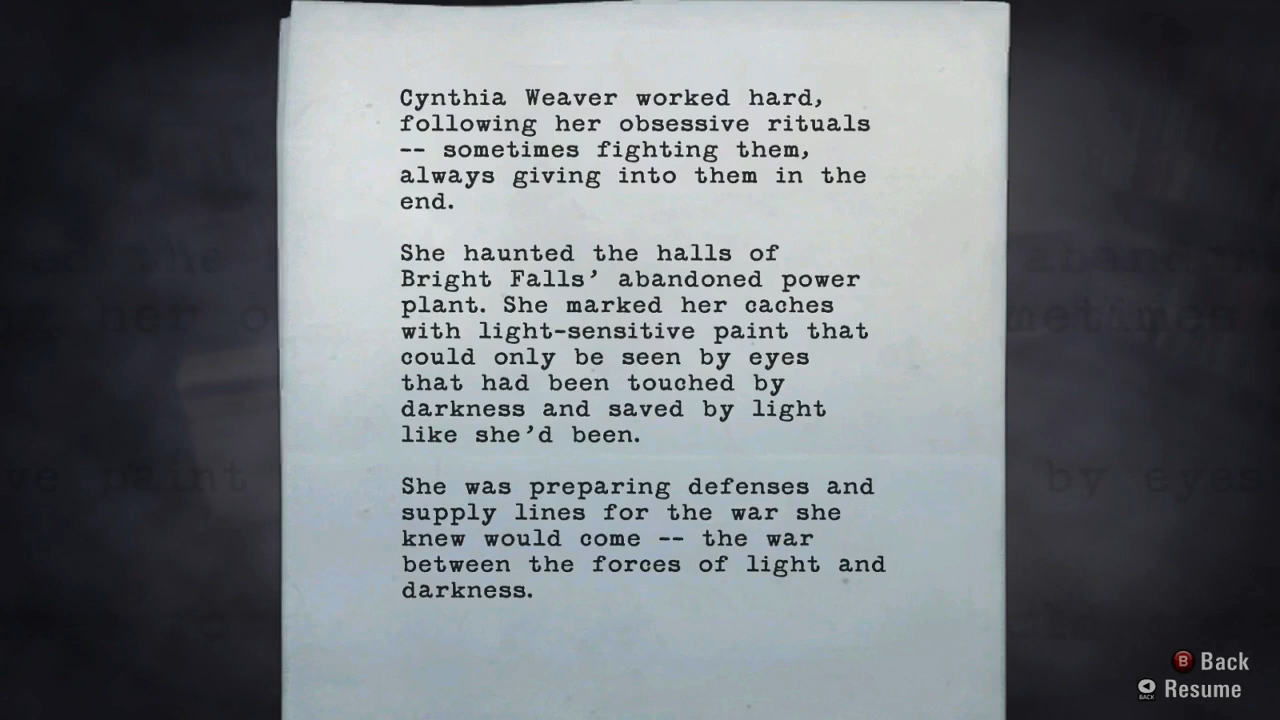 Cynthia Weaver worked hard,
following her obsessive rituals
-- sometimes fighting them,
always giving into them in the
end.
She haunted the halls of
Bright Falls' abandoned power
plant. She marked her caches
with light-sensitive paint that
could only be seen by eyes
that had been touched by
darkness and saved by light
like she'd been.
She was preparing defenses and
supply lines for the war she
knew would come -- the war
between the forces of light and
darkness.
B Back
BACK Resume